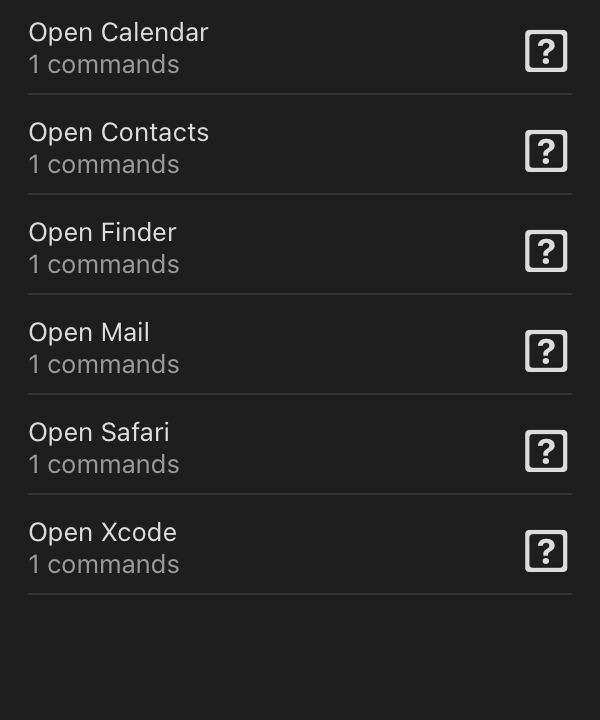 Open Calendar
1 commands
Open Contacts
1 commands
Open Finder
1 commands
Open Mail
1 commands
Open Safari
1 commands
Open Xcode
1 commands